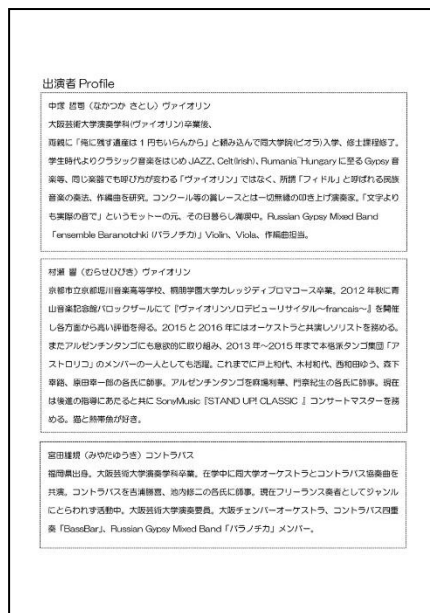 出演者 Profile
中塚 哲司（なかつか さとし）ヴァイオリン
大阪芸術大学演奏学科(ヴァイオリン)卒業後、
両親に「俺に残す遺産は１円もいらんから」と頼み込んで同大学院(ビオラ)入学、修士課程修了。
学生時代よりクラシック音楽をはじめ JAZZ、Celt(Irish)、Rumania~Hungary に至る Gypsy 音
楽等、同じ楽器でも呼び方が変わる「ヴァイオリン」ではなく、所謂「フィドル」と呼ばれる民族
音楽の奏法、作編曲を研究。コンクール等の賞レースとは一切無縁の叩き上げ演奏家。「文字より
も実際の音で」というモットーの元、その日暮らし満喫中。Russian Gypsy Mixed Band
「ensemble Baranotchki (バラノチカ)」Violin、Viola、作編曲担当。
村瀬 響（むらせひびき）ヴァイオリン
京都市立京都堀川音楽高等学校、桐朋学園大学カレッジディプロマコース卒業。2012 年秋に青
山音楽記念館バロックザールにて『ヴァイオリンソロデビューリサイタル～francais～』を開催
し各方面から高い評価を得る。2015 と 2016 年にはオーケストラと共演しソリストを務める。
またアルゼンチンタンゴにも意欲的に取り組み、2013 年～2015 年まで本格派タンゴ集団「ア
ストロリコ」のメンバーの一人としても活躍。これまでに戸上和代、木村和代、西和田ゆう、森下
幸路、原田幸一郎の各氏に師事。アルゼンチンタンゴを麻場利華、門奈紀生の各氏に師事。現在
は後進の指導にあたると共に SonyMusic『STAND UP! CLASSIC 』コンサートマスターを務
める。猫と熱帯魚が好き。
宮田雄規（みやたゆうき）コントラバス
福岡県出身。大阪芸術大学演奏学科卒業。在学中に同大学オーケストラとコントラバス協奏曲を
共演。コントラバスを吉浦勝喜、池内修二の各氏に師事。現在フリーランス奏者としてジャンル
にとらわれず活動中。大阪芸術大学演奏要員。大阪チェンバーオーケストラ、コントラバス四重
奏「BassBar」、Russian Gypsy Mixed Band「バラノチカ」メンバー。